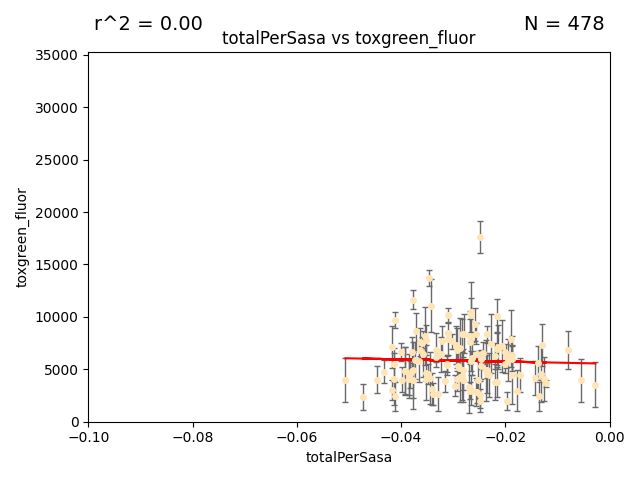 r^2 = 0.00
N = 478
totalPerSasa vs toxgreen_fluor
35000
30000
25000
20000
15000
10000
5000
0
toxgreen_fluor
−0.10
−0.08
−0.06
−0.04
−0.02
0.00
totalPerSasa